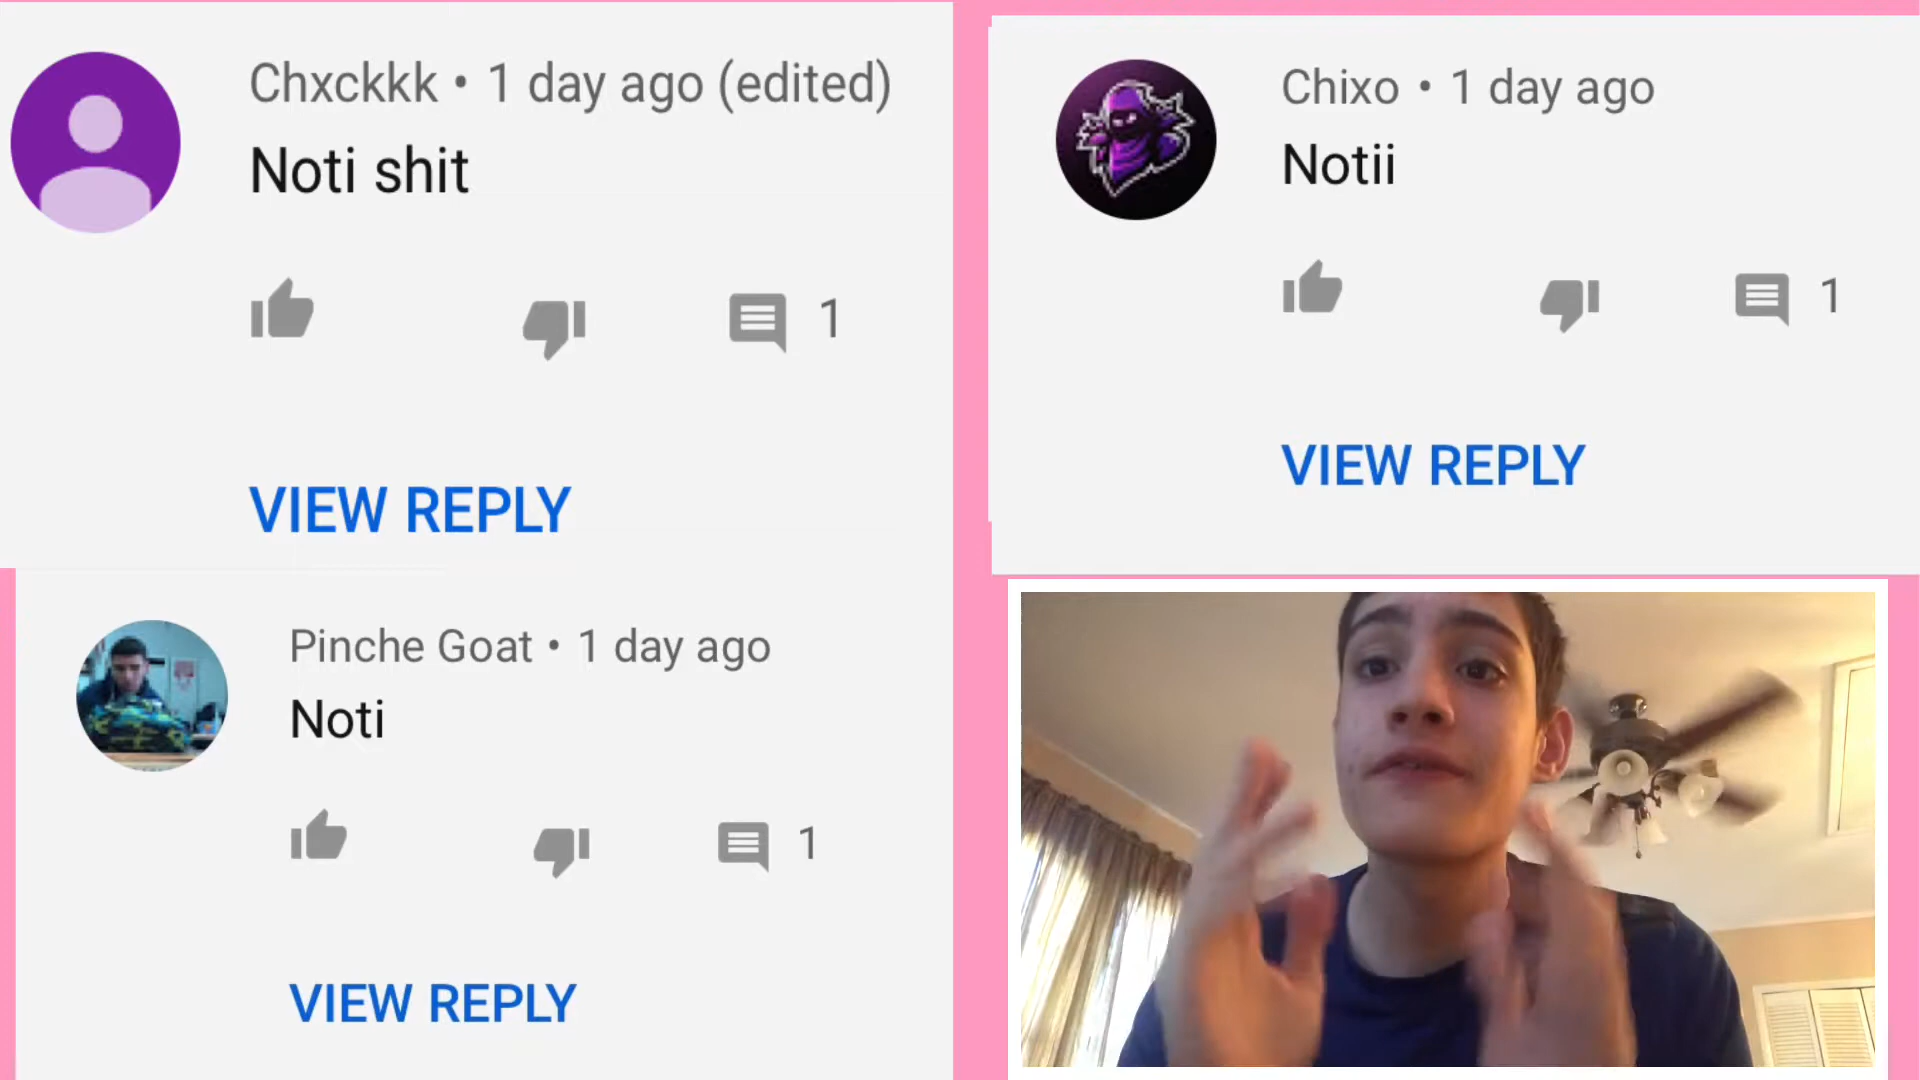 Chxckkk • 1 day ago (edited)
Noti shit
1
VIEW REPLY
Chixo • 1 day ago
Notii
1
VIEW REPLY
Pinche Goat • 1 day ago
Noti
1
VIEW REPLY